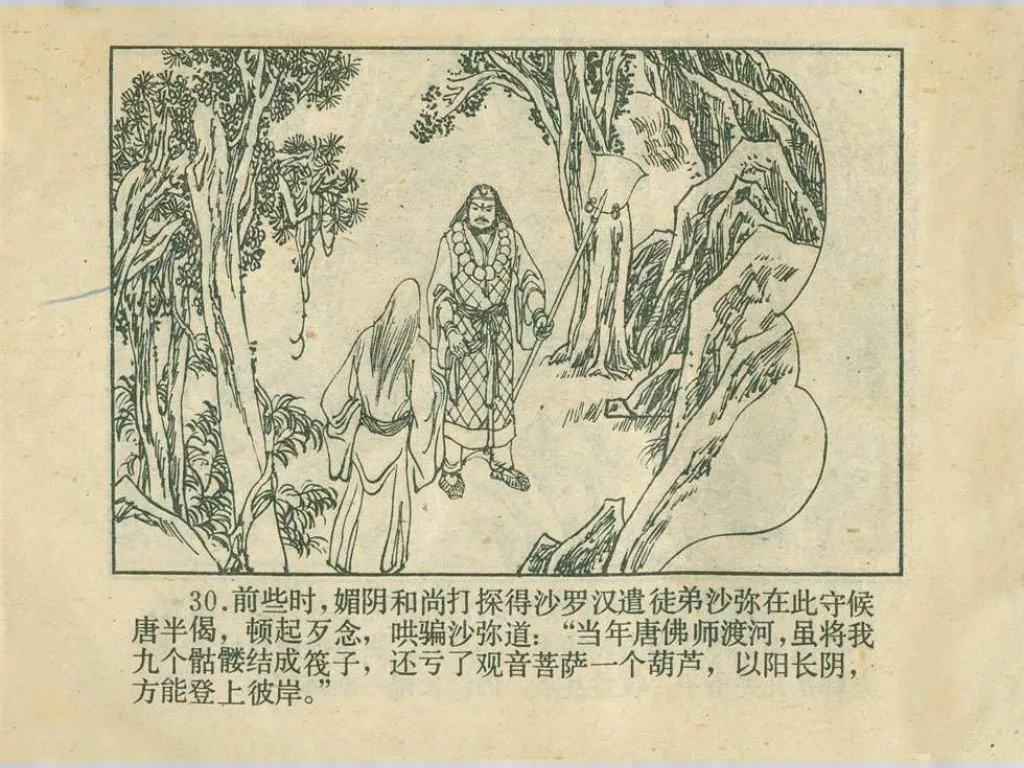 30.前些时，媚阴和尚打探得沙罗汉遣徒弟沙弥在此守候
唐半偈，顿起歹念，哄骗沙弥道：“当年唐佛师渡河，虽将我
九个骷髅结成筏子，还亏了观音菩萨一个葫芦，以阳长阴，
方能登上彼岸。”